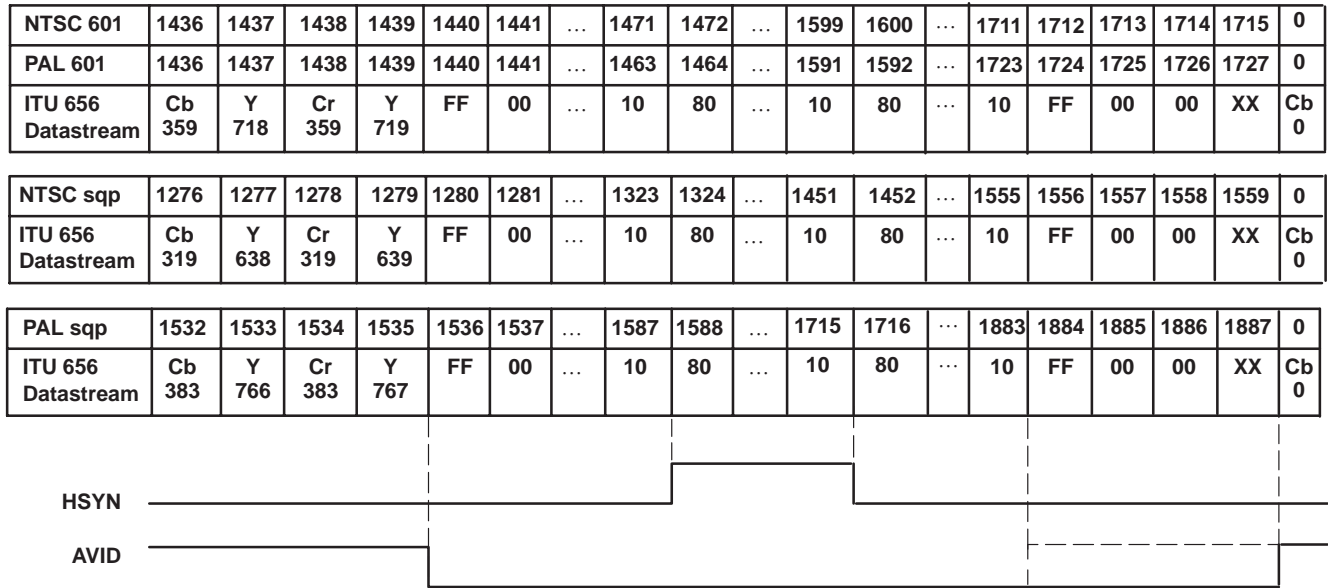 NTSC 601 1436 1437 1438 1439 1440 1441 … 1471 1472 … 1599 1600 … 1711 1712 1713 1714 1715 0
PAL 601 1436 1437 1438 1439 1440 1441 … 1463 1464 … 1591 1592 … 1723 1724 1725 1726 1727 0
ITU 656 Cb Y Cr Y FF 00 … 10 80 … 10 80 … 10 FF 00 00 XX Cb
Datastream 359 718 359 719 0
NTSC sqp 1276 1277 1278 1279 1280 1281 … 1323 1324 … 1451 1452 … 1555 1556 1557 1558 1559 0
ITU 656 Cb Y Cr Y FF 00 … 10 80 … 10 80 … 10 FF 00 00 XX Cb
Datastream 319 638 319 639 0
PAL sqp 1532 1533 1534 1535 1536 1537 … 1587 1588 … 1715 1716 … 1883 1884 1885 1886 1887 0
ITU 656 Cb Y Cr Y FF 00 … 10 80 … 10 80 … 10 FF 00 00 XX Cb
Datastream 383 766 383 767 0
HSYN
AVID